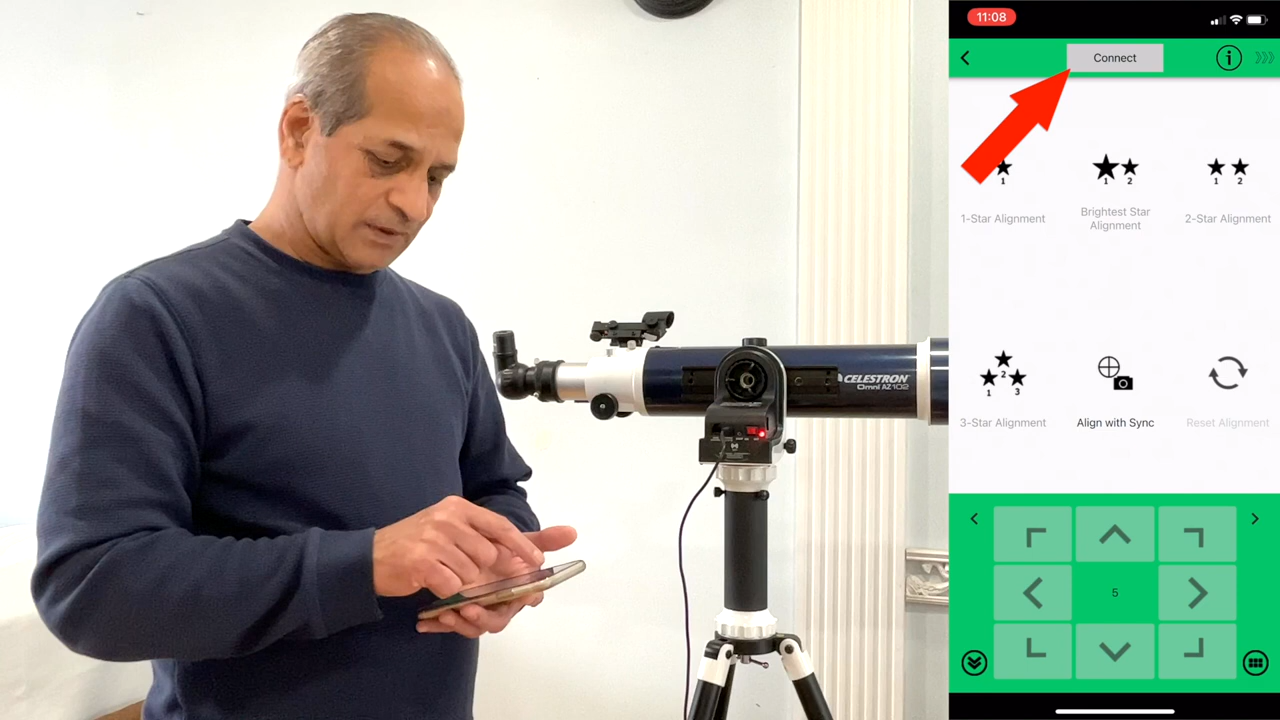 11:08
Connect
i
1
1 2
1 2
1-Star Alignment
Brightest Star
Alignment
2-Star Alignment
2
1 3
3-Star Alignment
Align with Sync
Reset Alignment
5
CELESTRON
Omni AZ102